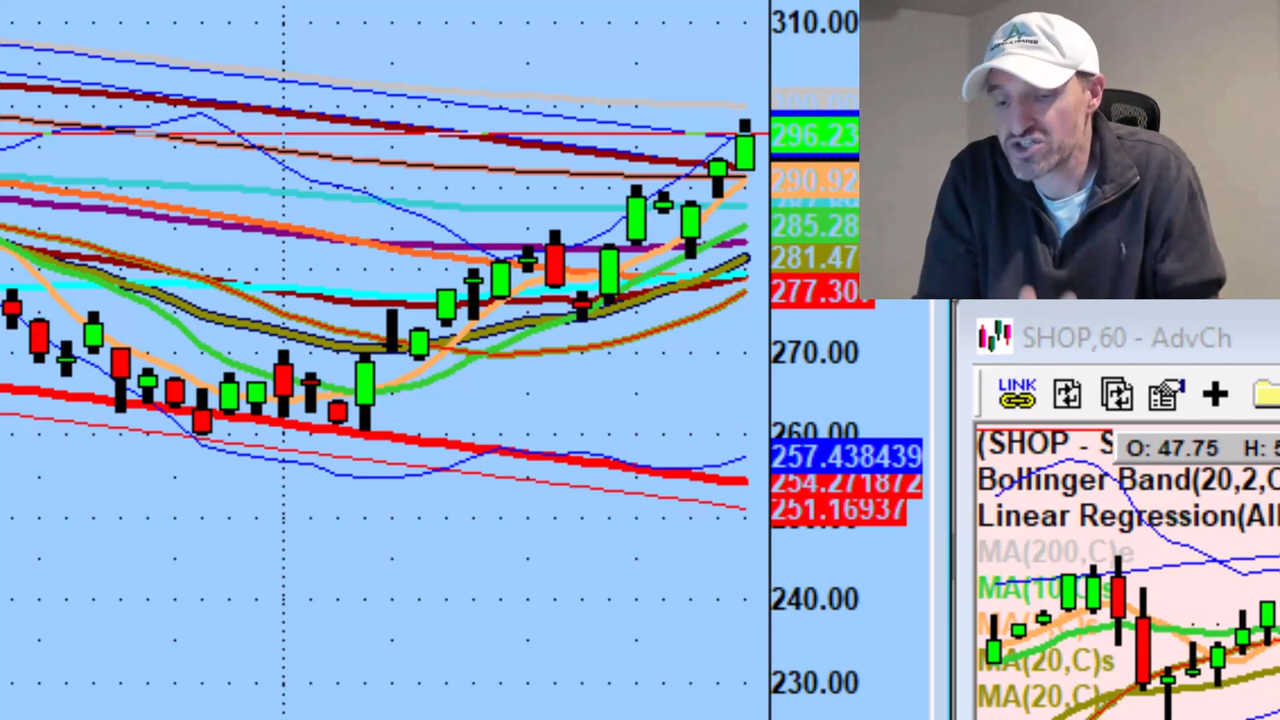 310.00
296.23
290.92
285.28
281.47
277.30
270.00
260.00
257.438439
254.271872
251.16937
240.00
230.00
SHOP,60 - AdvCh
LINK
(SHOP - S
O: 47.75 H: 5
Bollinger Band(20,2,C
Linear Regression(All
MA(200,C)e
MA(10,C)s
MA(20,C)s
MA(20,C)